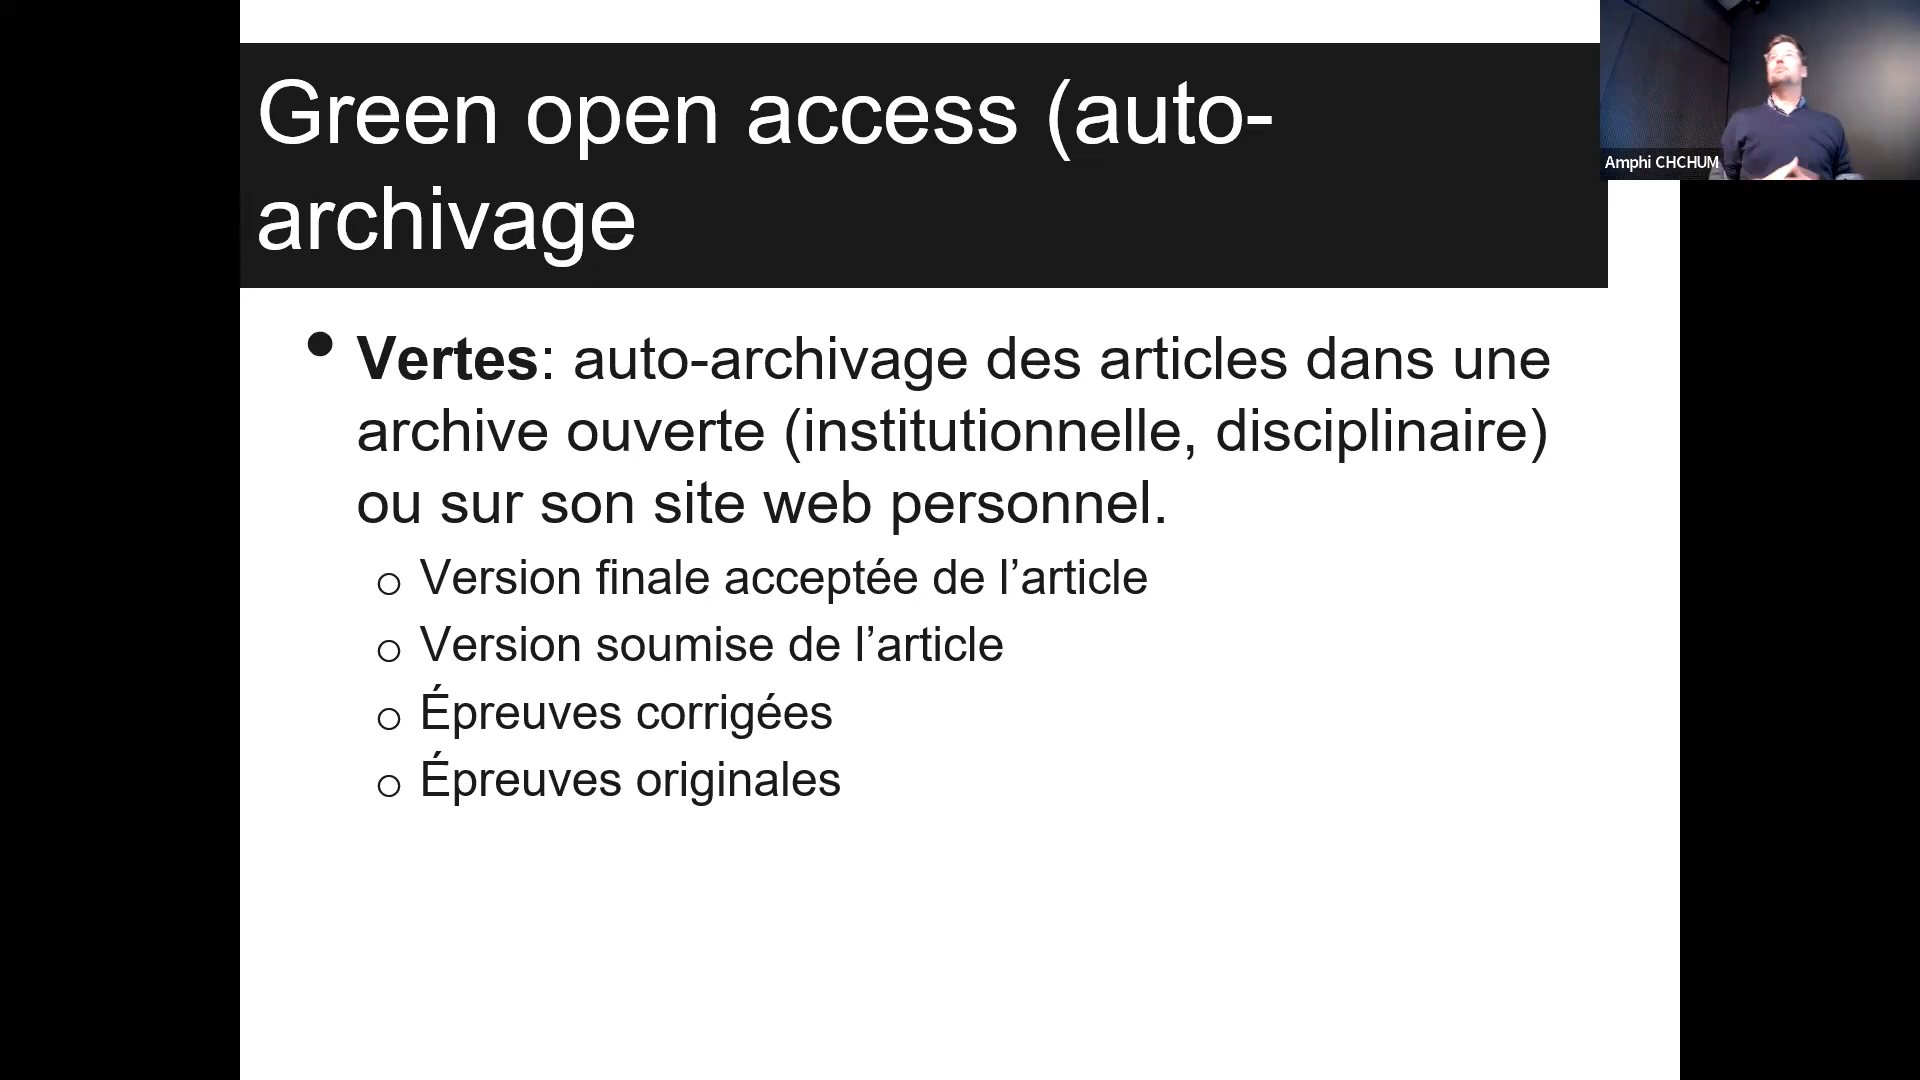 Green open access (auto-
archivage
Amphi CHCHUM
• Vertes: auto-archivage des articles dans une
archive ouverte (institutionnelle, disciplinaire)
ou sur son site web personnel.
o Version finale acceptée de l’article
o Version soumise de l’article
o Épreuves corrigées
o Épreuves originales